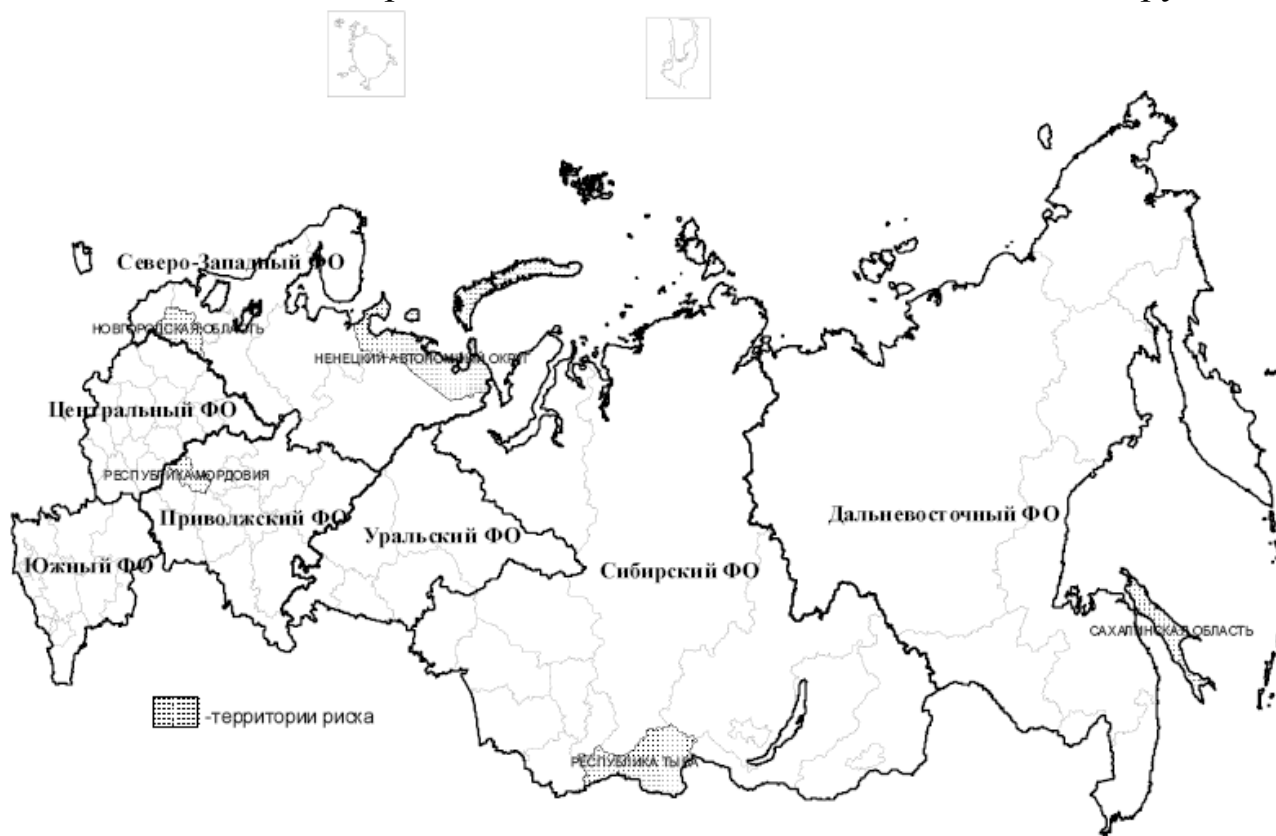 Северо-Западный ФО
НОВГОРОДСКАЯ ОБЛАСТЬ
НЕНЕЦКИЙ АВТОНОМНЫЙ ОКРУГ
Центральный ФО
РЕСПУБЛИКА МОРДОВИЯ
Приволжский ФО
Уральский ФО
Дальневосточный ФО
Южный ФО
Сибирский ФО
САХАЛИНСКАЯ ОБЛАСТЬ
-территории риска
РЕСПУБЛИКА ТЫВА